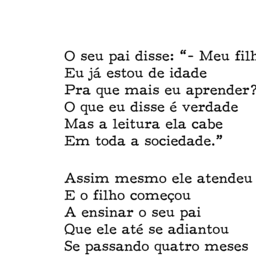 O seu pai disse: “- Meu filh
Eu já estou de idade
Pra que mais eu aprender?
O que eu disse é verdade
Mas a leitura ela cabe
Em toda a sociedade.”
Assim mesmo ele atendeu
E o filho começou
A ensinar o seu pai
Que ele até se adiantou
Se passando quatro meses